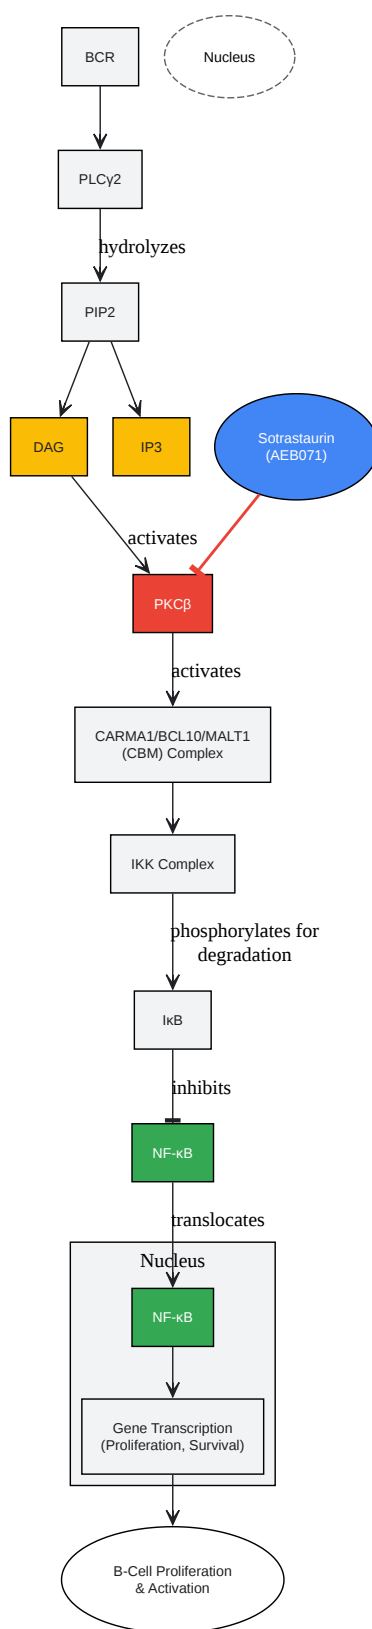 BCR
Nucleus
PLCγ2
hydrolyzes
PIP2
DAG
IP3
Sotrastaurin
(AEB071)
activates
PKCβ
activates
CARMA1/BCL10/MALT1
(CBM) Complex
IKK Complex
phosphorylates for
degradation
IκB
inhibits
NF-κB
translocates
Nucleus
NF-κB
Gene Transcription
(Proliferation, Survival)
B-Cell Proliferation
& Activation